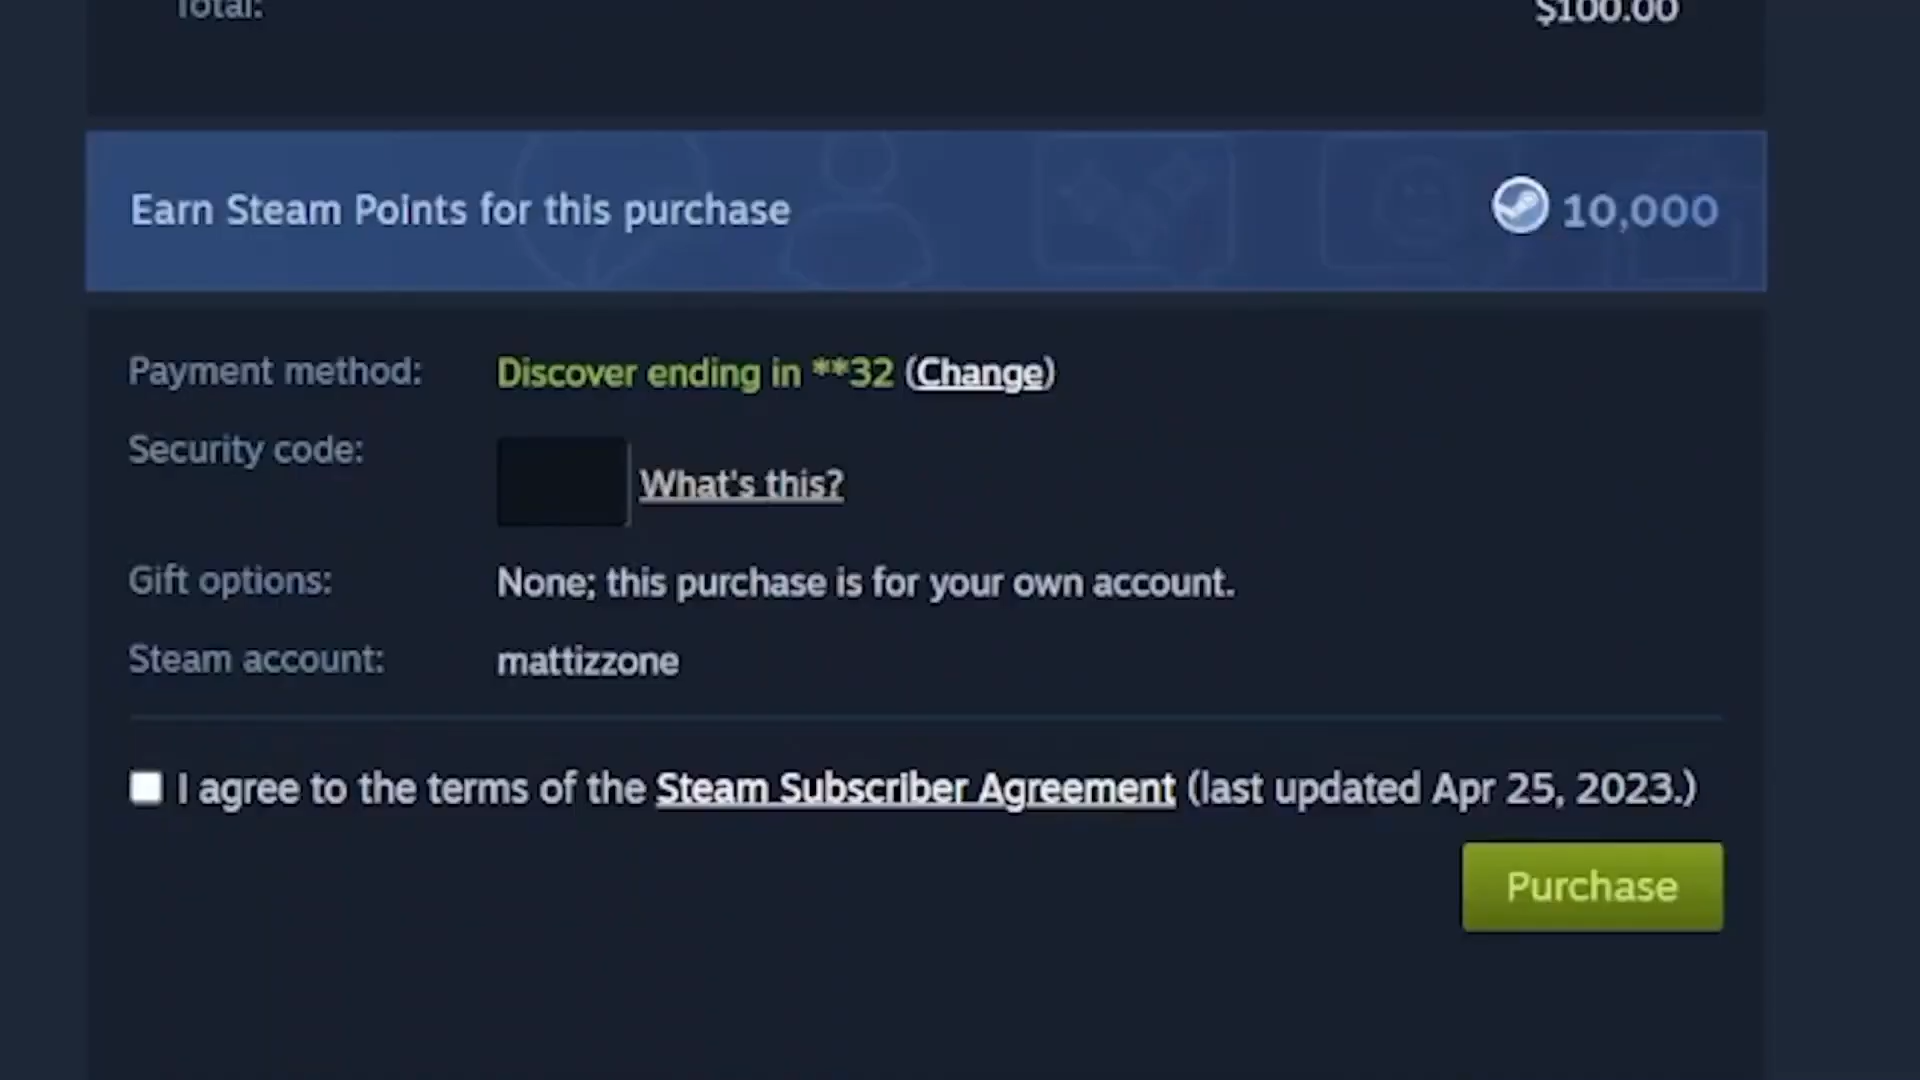 Total: $100.00
Earn Steam Points for this purchase 10,000
Payment method: Discover ending in **32 (Change)
Security code: What's this?
Gift options: None; this purchase is for your own account.
Steam account: mattizzone
I agree to the terms of the Steam Subscriber Agreement (last updated Apr 25, 2023.)
Purchase